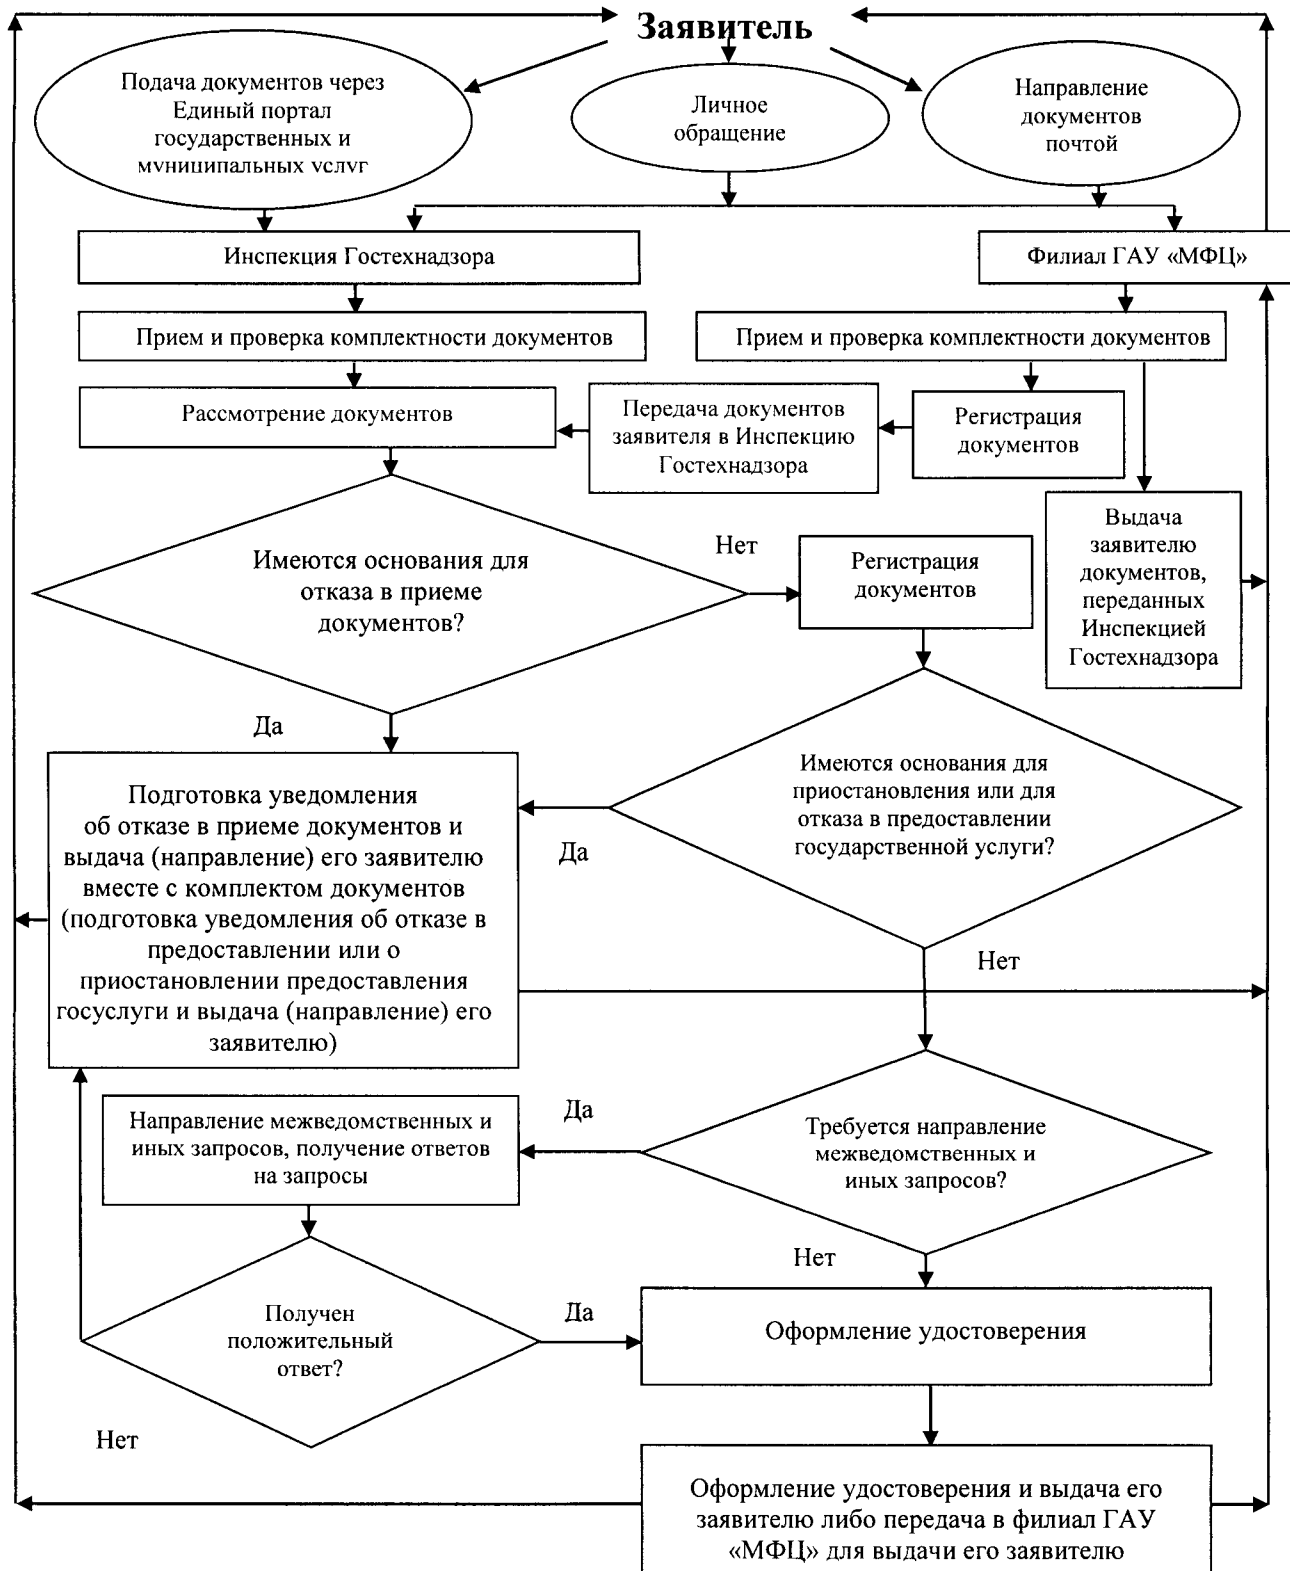 Заявитель
Подача документов через
Единый портал
государственных и
муниципальных услуг
Личное
обращение
Направление
документов
почтой
Инспекция Гостехнадзора
Филиал ГАУ «МФЦ»
Прием и проверка комплектности документов
Прием и проверка комплектности документов
Рассмотрение документов
Передача документов
заявителя в Инспекцию
Гостехнадзора
Регистрация
документов
Выдача
заявителю
документов,
переданных
Инспекцией
Гостехнадзора
Имеются основания для
отказа в приеме
документов?
Нет
Регистрация
документов
Да
Имеются основания для
приостановления или для
отказа в предоставлении
государственной услуги?
Да
Нет
Подготовка уведомления
об отказе в приеме документов и
выдача (направление) его заявителю
вместе с комплектом документов
(подготовка уведомления об отказе в
предоставлении или о
приостановлении предоставления
госуслуги и выдача (направление) его
заявителю)
Направление межведомственных и
иных запросов, получение ответов
на запросы
Да
Требуется направление
межведомственных и
иных запросов?
Нет
Получен
положительный
ответ?
Да
Оформление удостоверения
Нет
Оформление удостоверения и выдача его
заявителю либо передача в филиал ГАУ
«МФЦ» для выдачи его заявителю